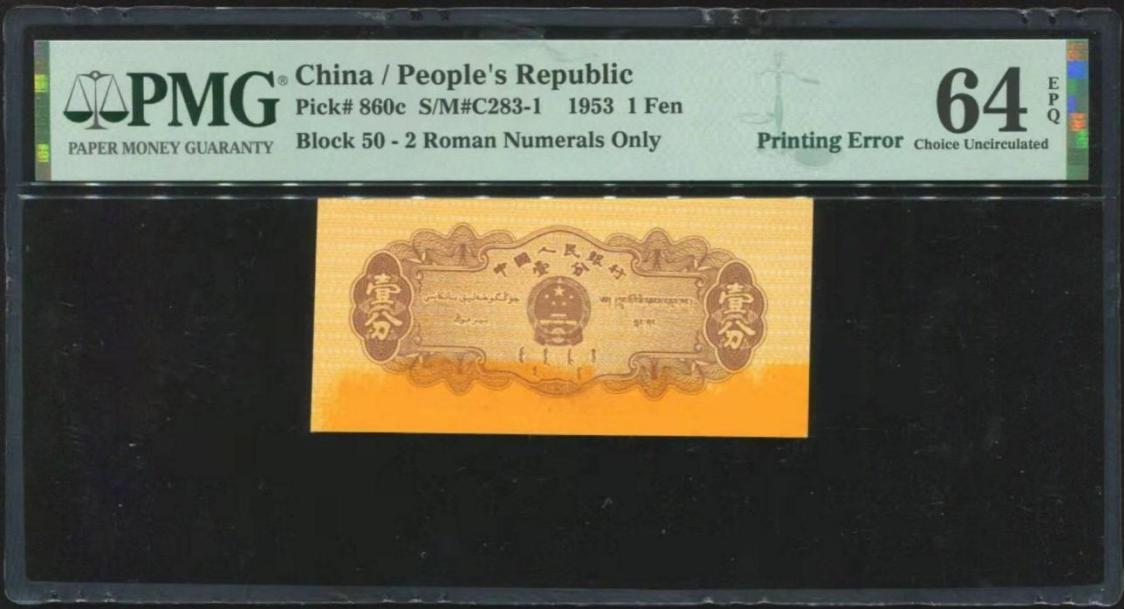 PMG®
PAPER MONEY GUARANTY
China / People's Republic
Pick# 860c S/M#C283-1 1953 1 Fen
Block 50 - 2 Roman Numerals Only
Printing Error
64
EPQ
Choice Uncirculated
中國人民銀行
壹分
壹分
壹分